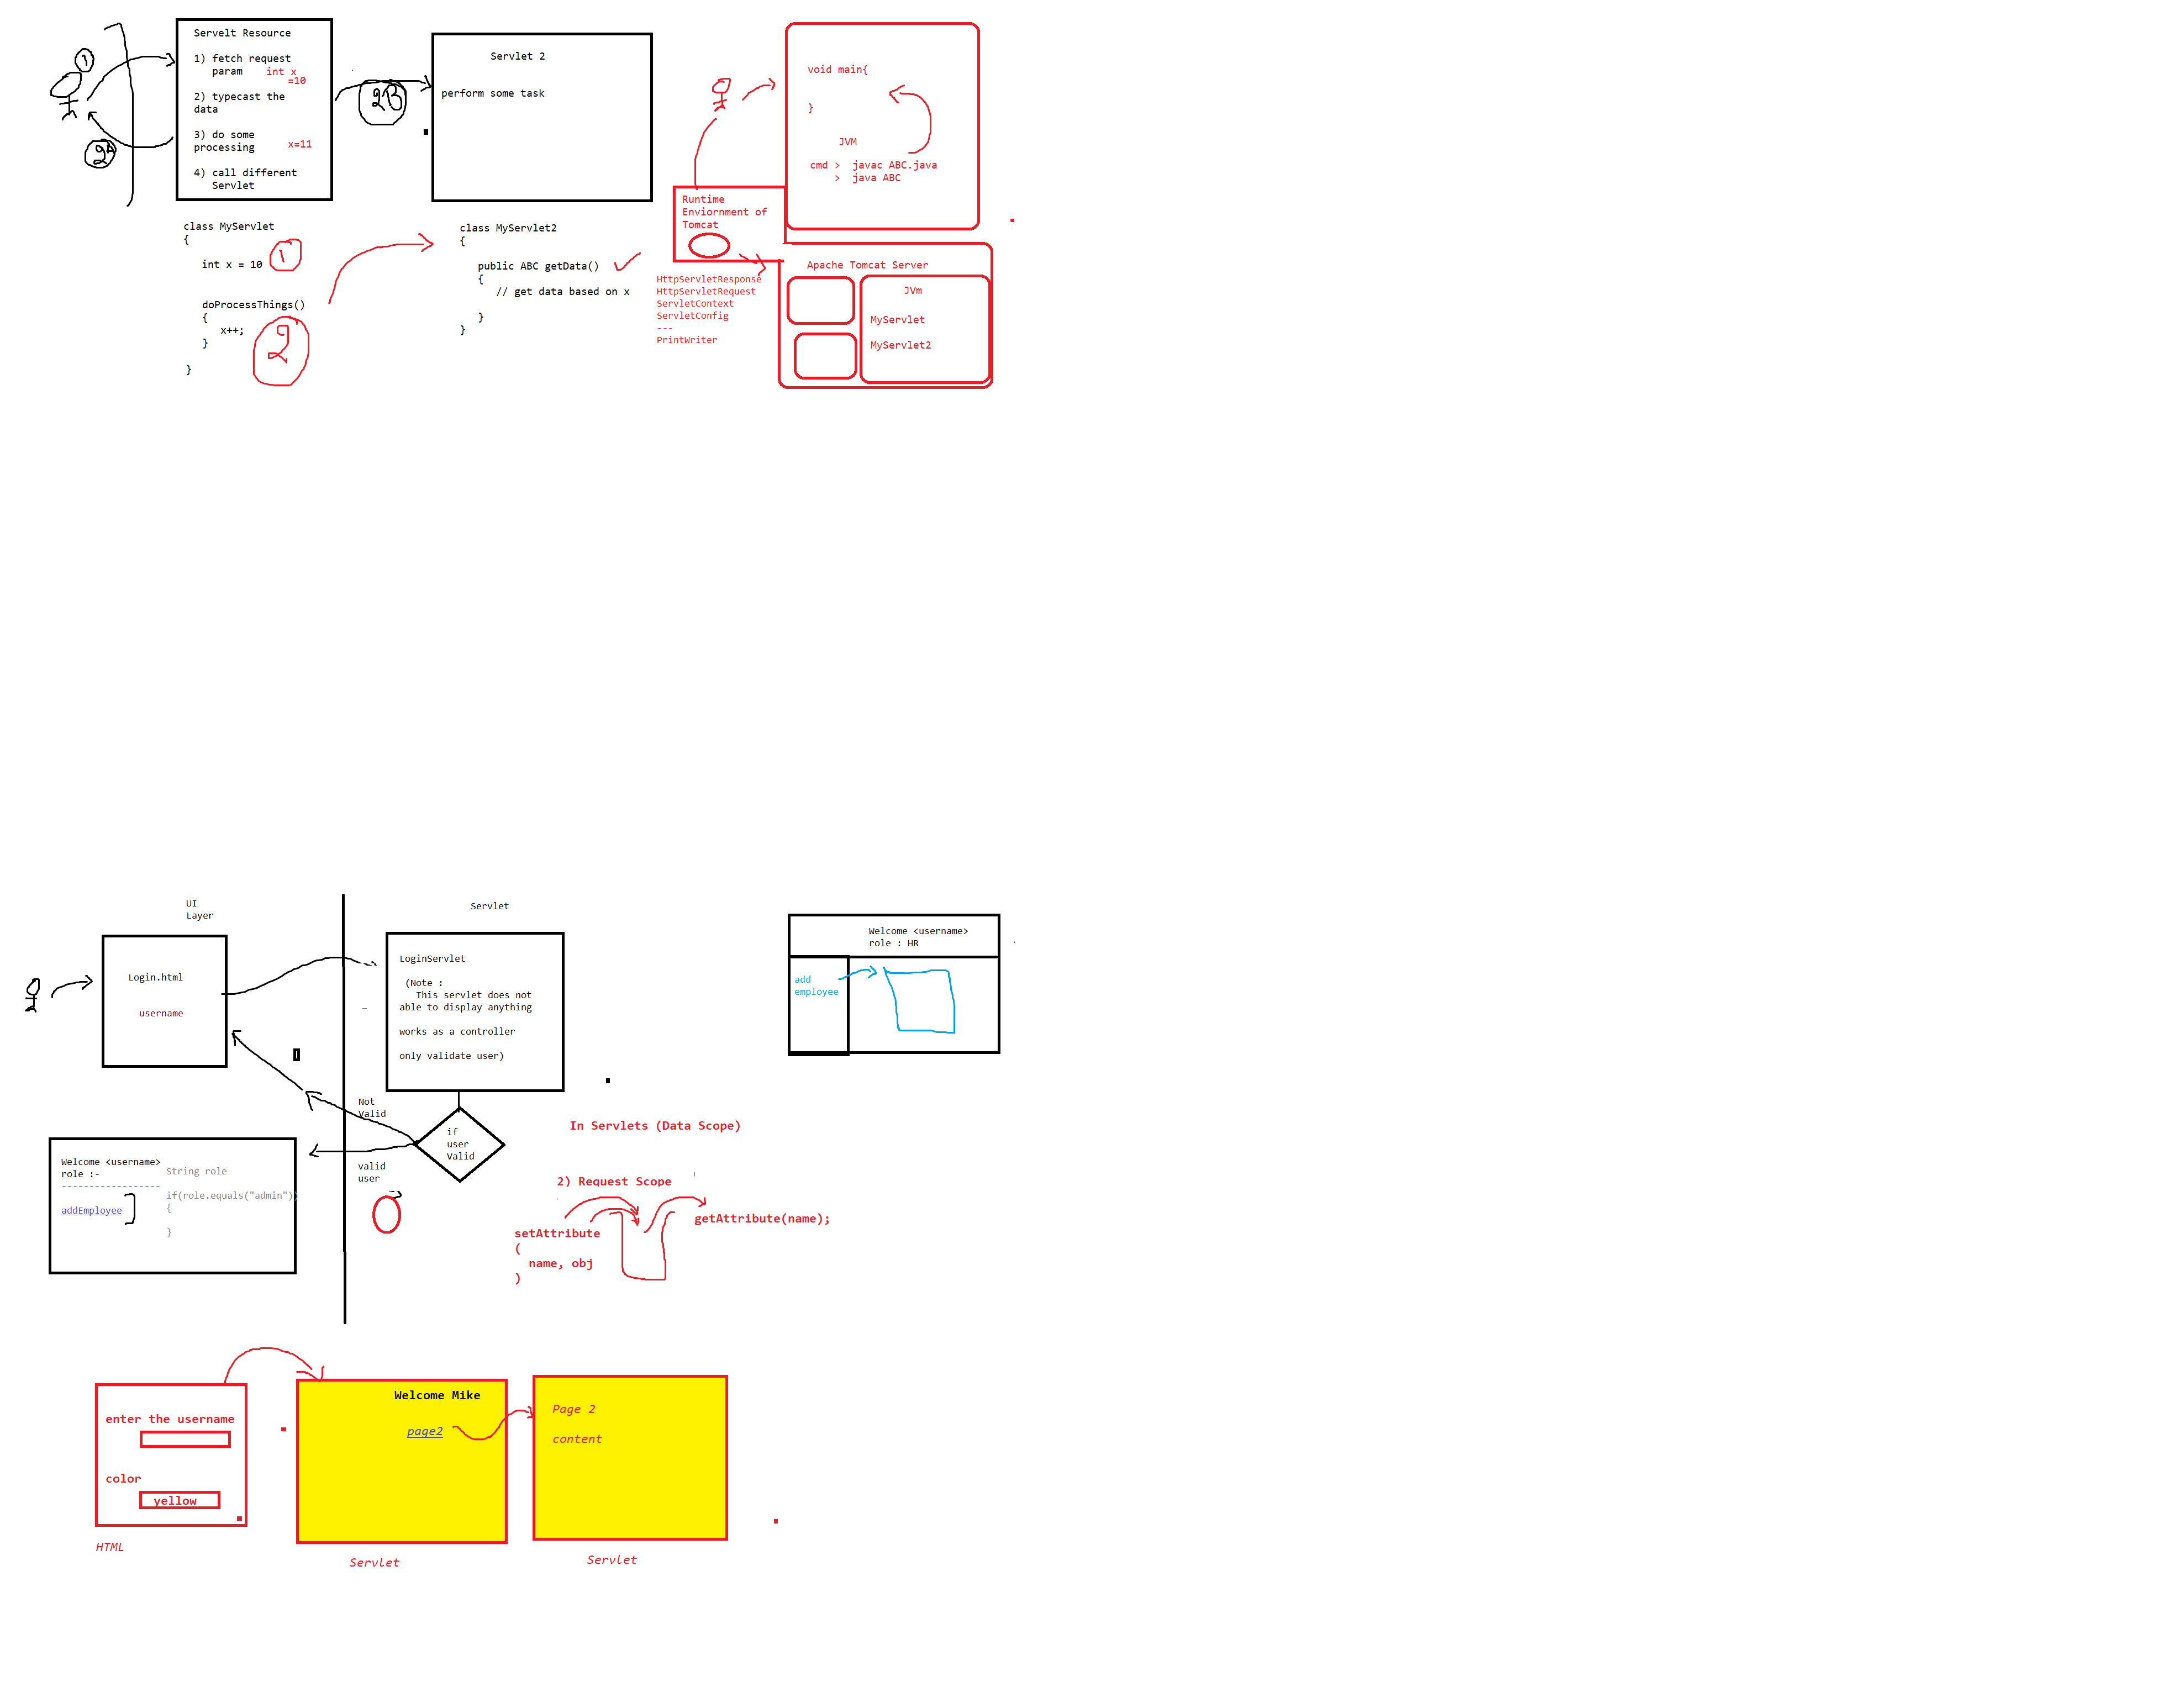 Servelt Resource
1) fetch request
param int x
=10
2) typecast the
data
3) do some
processing x=11
4) call different
Servlet
1
2A
2B
Servlet 2
perform some task
class MyServlet
{
int x = 10
1
doProcessThings()
{
x++;
}
2
}
class MyServlet2
{
public ABC getData()
{
// get data based on x
}
}
void main{
}
JVM
cmd > javac ABC.java
> java ABC
Runtime
Enviornment of
Tomcat
HttpServletResponse
HttpServletRequest
ServletContext
ServletConfig
---
PrintWriter
Apache Tomcat Server
JVm
MyServlet
MyServlet2
UI
Layer
Servlet
Login.html
username
LoginServlet
(Note :
This servlet does not
able to display anything
works as a controller
only validate user)
Not
Valid
if
user
Valid
valid
user
Welcome <username>
role :-
------------------
addEmployee
String role
if(role.equals("admin"))
{
}
Welcome <username>
role : HR
add
employee
In Servlets (Data Scope)
2) Request Scope
setAttribute
(
name, obj
)
getAttribute(name);
enter the username
color
yellow
HTML
Welcome Mike
page2
Servlet
Page 2
content
Servlet